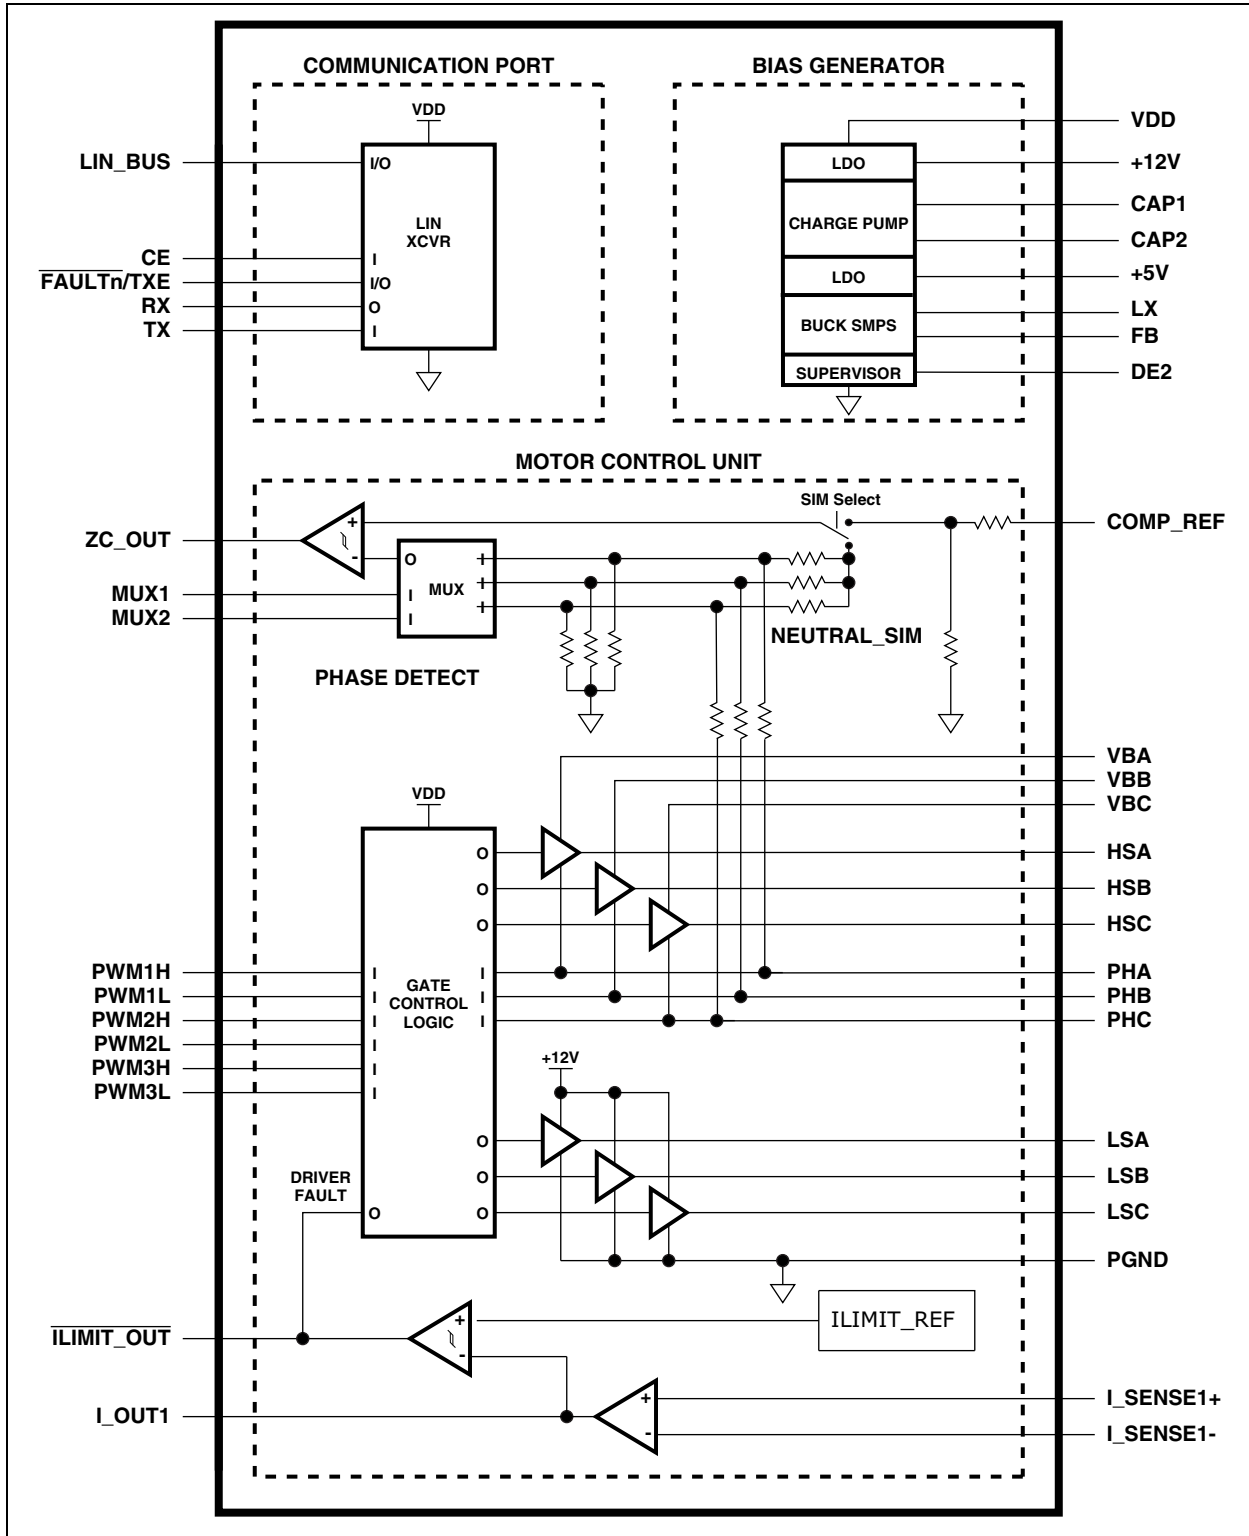 COMMUNICATION PORT
BIAS GENERATOR
VDD
VDD
LIN_BUS
I/O
LDO
+12V
CAP1
LIN
XCVR
CHARGE PUMP
CAP2
CE
I
LDO
+5V
FAULTn/TXE
I/O
RX
O
LX
TX
I
BUCK SMPS
FB
SUPERVISOR
DE2
MOTOR CONTROL UNIT
SIM Select
+
COMP_REF
ZC_OUT
-
O
I
MUX1
I
MUX
I
MUX2
I
I
NEUTRAL_SIM
PHASE DETECT
VBA
VBB
VDD
VBC
O
HSA
O
HSB
O
HSC
PWM1H
I
I
PHA
PWM1L
I
GATE
CONTROL
LOGIC
I
PHB
PWM2H
I
I
PHC
PWM2L
I
+12V
PWM3H
I
PWM3L
I
O
LSA
DRIVER
FAULT
O
LSB
O
O
LSC
PGND
ILIMIT_OUT
+
-
ILIMIT_REF
I_OUT1
+
I_SENSE1+
-
I_SENSE1-